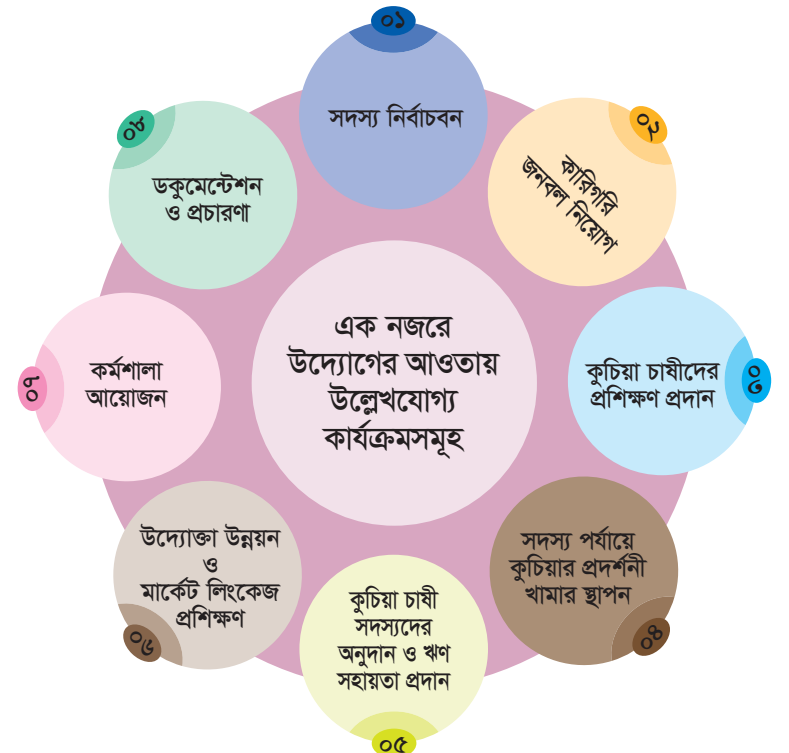 এক নজরে
উদ্যোগের আওতায়
উল্লেখযোগ্য
কার্যক্রমসমূহ
০১
সদস্য নির্বাচবন
০২
কারিগরি
জনবল নিয়োগ
০৩
কুচিয়া চাষীদের
প্রশিক্ষণ প্রদান
০৪
সদস্য পর্যায়ে
কুচিয়ার প্রদর্শনী
খামার স্থাপন
০৫
কুচিয়া চাষী
সদস্যদের
অনুদান ও ঋণ
সহায়তা প্রদান
০৬
উদ্যোক্তা উন্নয়ন
ও
মার্কেট লিংকেজ
প্রশিক্ষণ
০৭
কর্মশালা
আয়োজন
০৮
ডকুমেন্টেশন
ও প্রচারণা